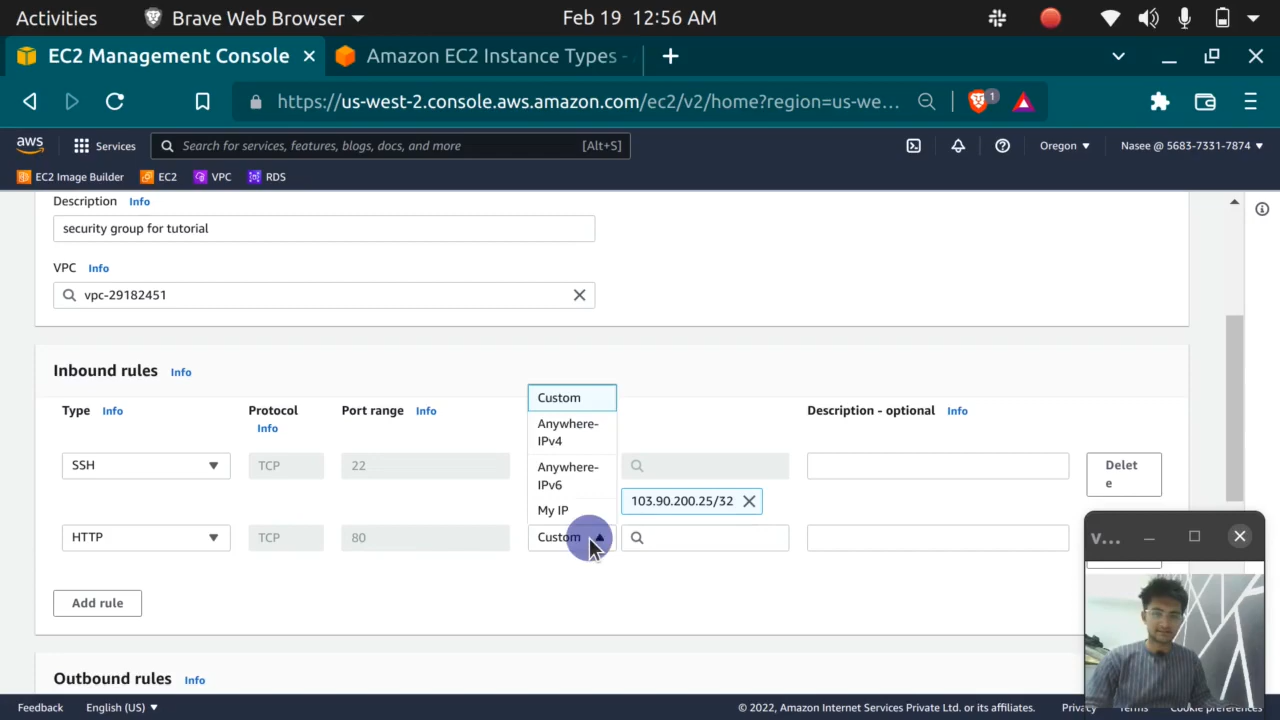 Activities
Brave Web Browser
Feb 19 12:56 AM
EC2 Management Console
Amazon EC2 Instance Types -
https://us-west-2.console.aws.amazon.com/ec2/v2/home?region=us-we...
1
aws
Services
Search for services, features, blogs, docs, and more
[Alt+S]
Oregon
Nasee @ 5683-7331-7874
EC2 Image Builder
EC2
VPC
RDS
Description Info
security group for tutorial
VPC Info
vpc-29182451
Inbound rules Info
Type Info
Protocol
Info
Port range Info
Description - optional Info
Custom
Anywhere-
IPv4
Anywhere-
IPv6
My IP
SSH
TCP
22
Delet
e
103.90.200.25/32
HTTP
TCP
80
Custom
v...
Add rule
Outbound rules Info
Feedback
English (US)
© 2022, Amazon Internet Services Private Ltd. or its affiliates.
Privacy
Terms
Cookie preferences